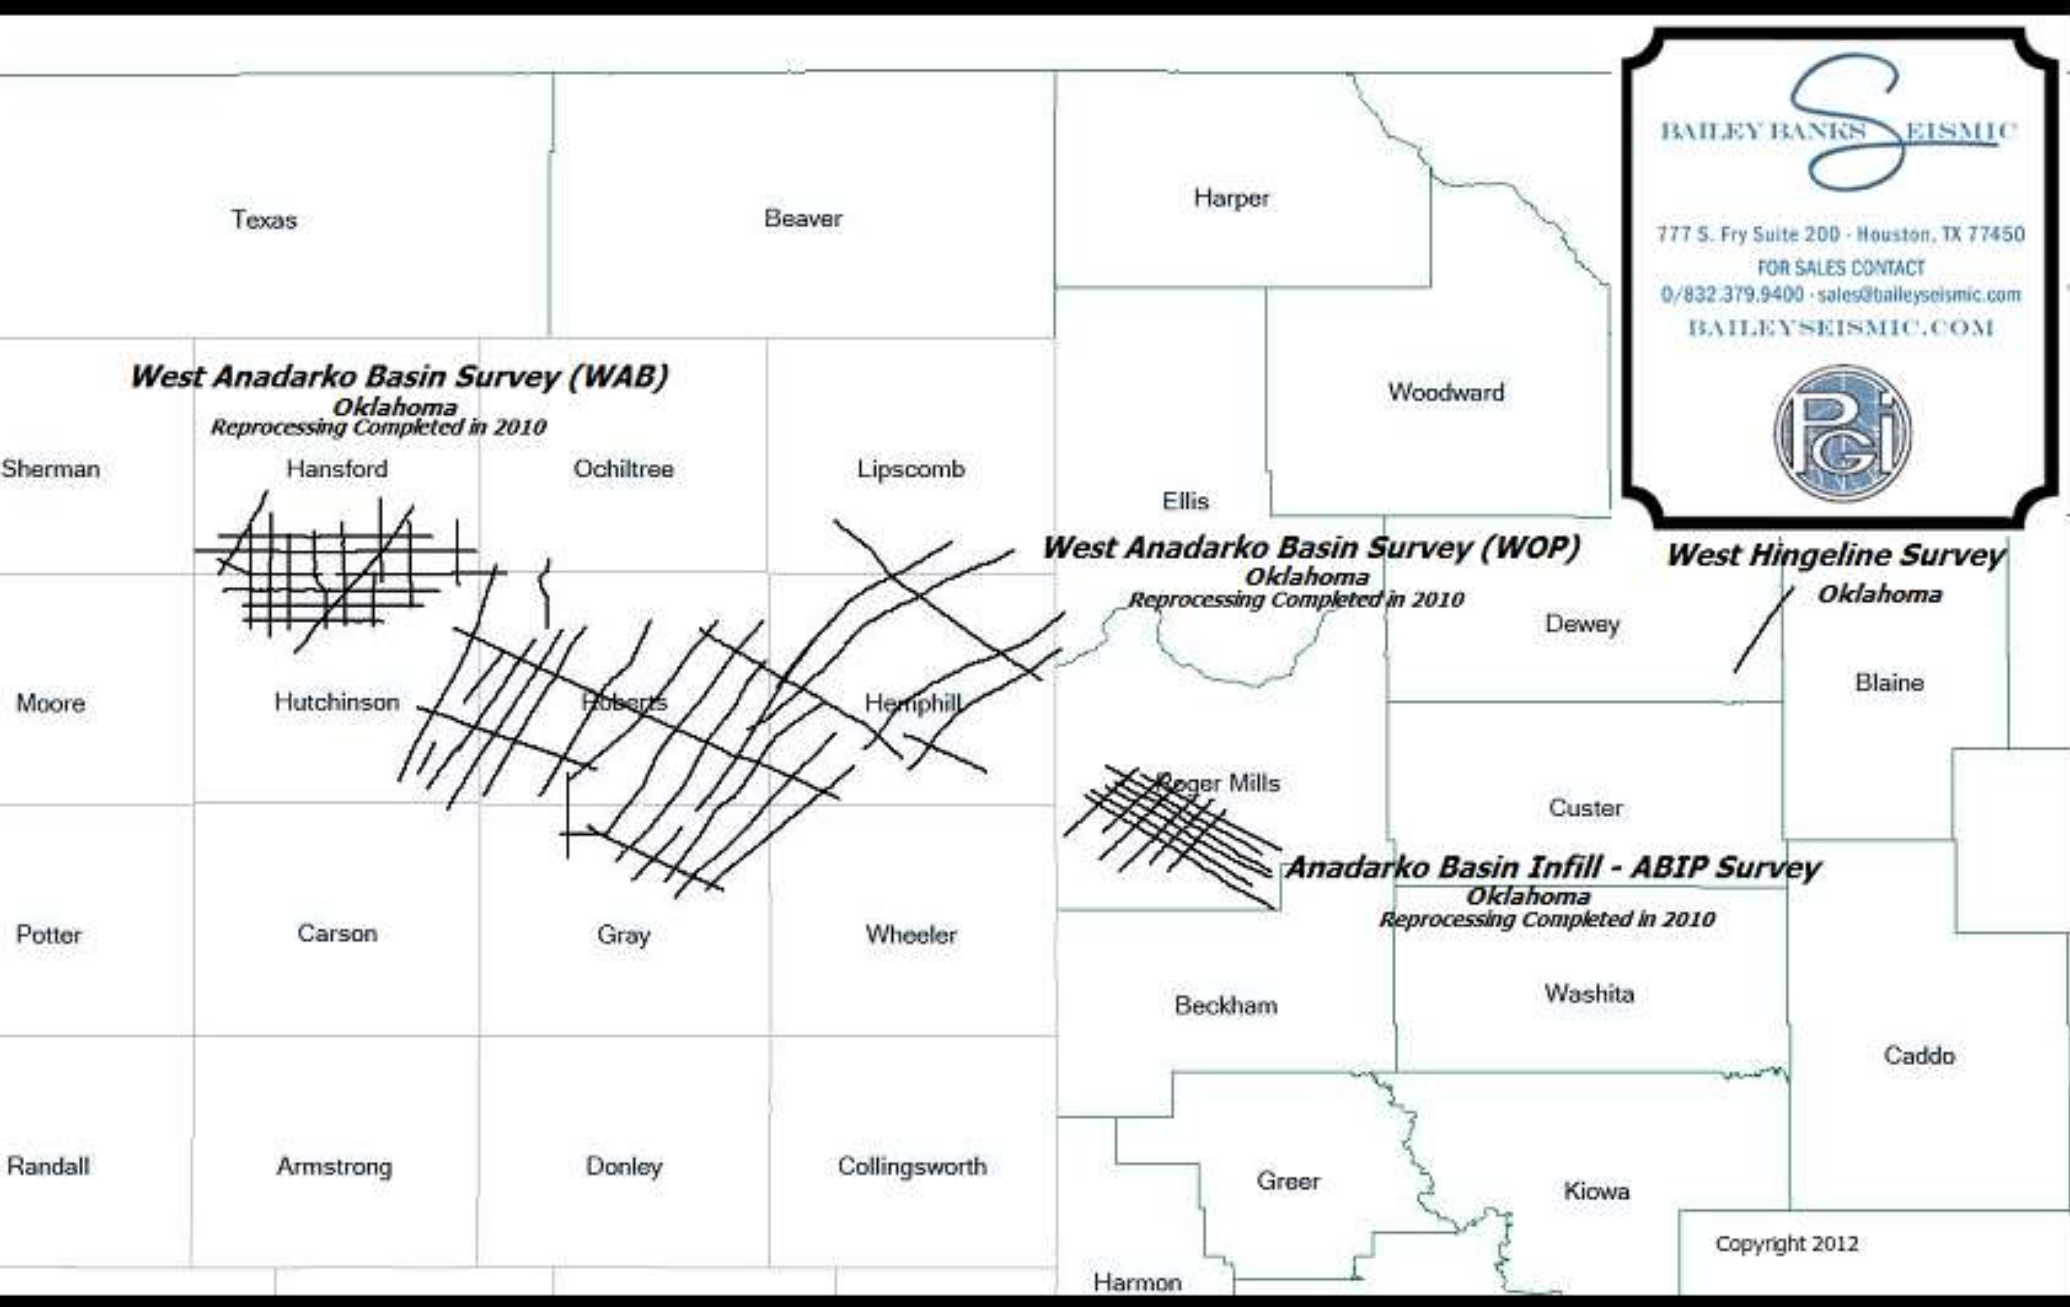 BAILEY BANKS SEISMIC
777 S. Fry Suite 200 · Houston, TX 77450
FOR SALES CONTACT
O/832.379.9400 · sales@baileyseismic.com
BAILEYSEISMIC.COM
PGi
Texas
Beaver
Harper
Woodward
West Anadarko Basin Survey (WAB)
Oklahoma
Reprocessing Completed in 2010
Sherman
Hansford
Ochiltree
Lipscomb
Ellis
West Anadarko Basin Survey (WOP)
Oklahoma
Reprocessing Completed in 2010
West Hingeline Survey
Oklahoma
Dewey
Blaine
Moore
Hutchinson
Roberts
Hemphill
Roger Mills
Custer
Anadarko Basin Infill - ABIP Survey
Oklahoma
Reprocessing Completed in 2010
Potter
Carson
Gray
Wheeler
Beckham
Washita
Caddo
Randall
Armstrong
Donley
Collingsworth
Greer
Kiowa
Harmon
Copyright 2012